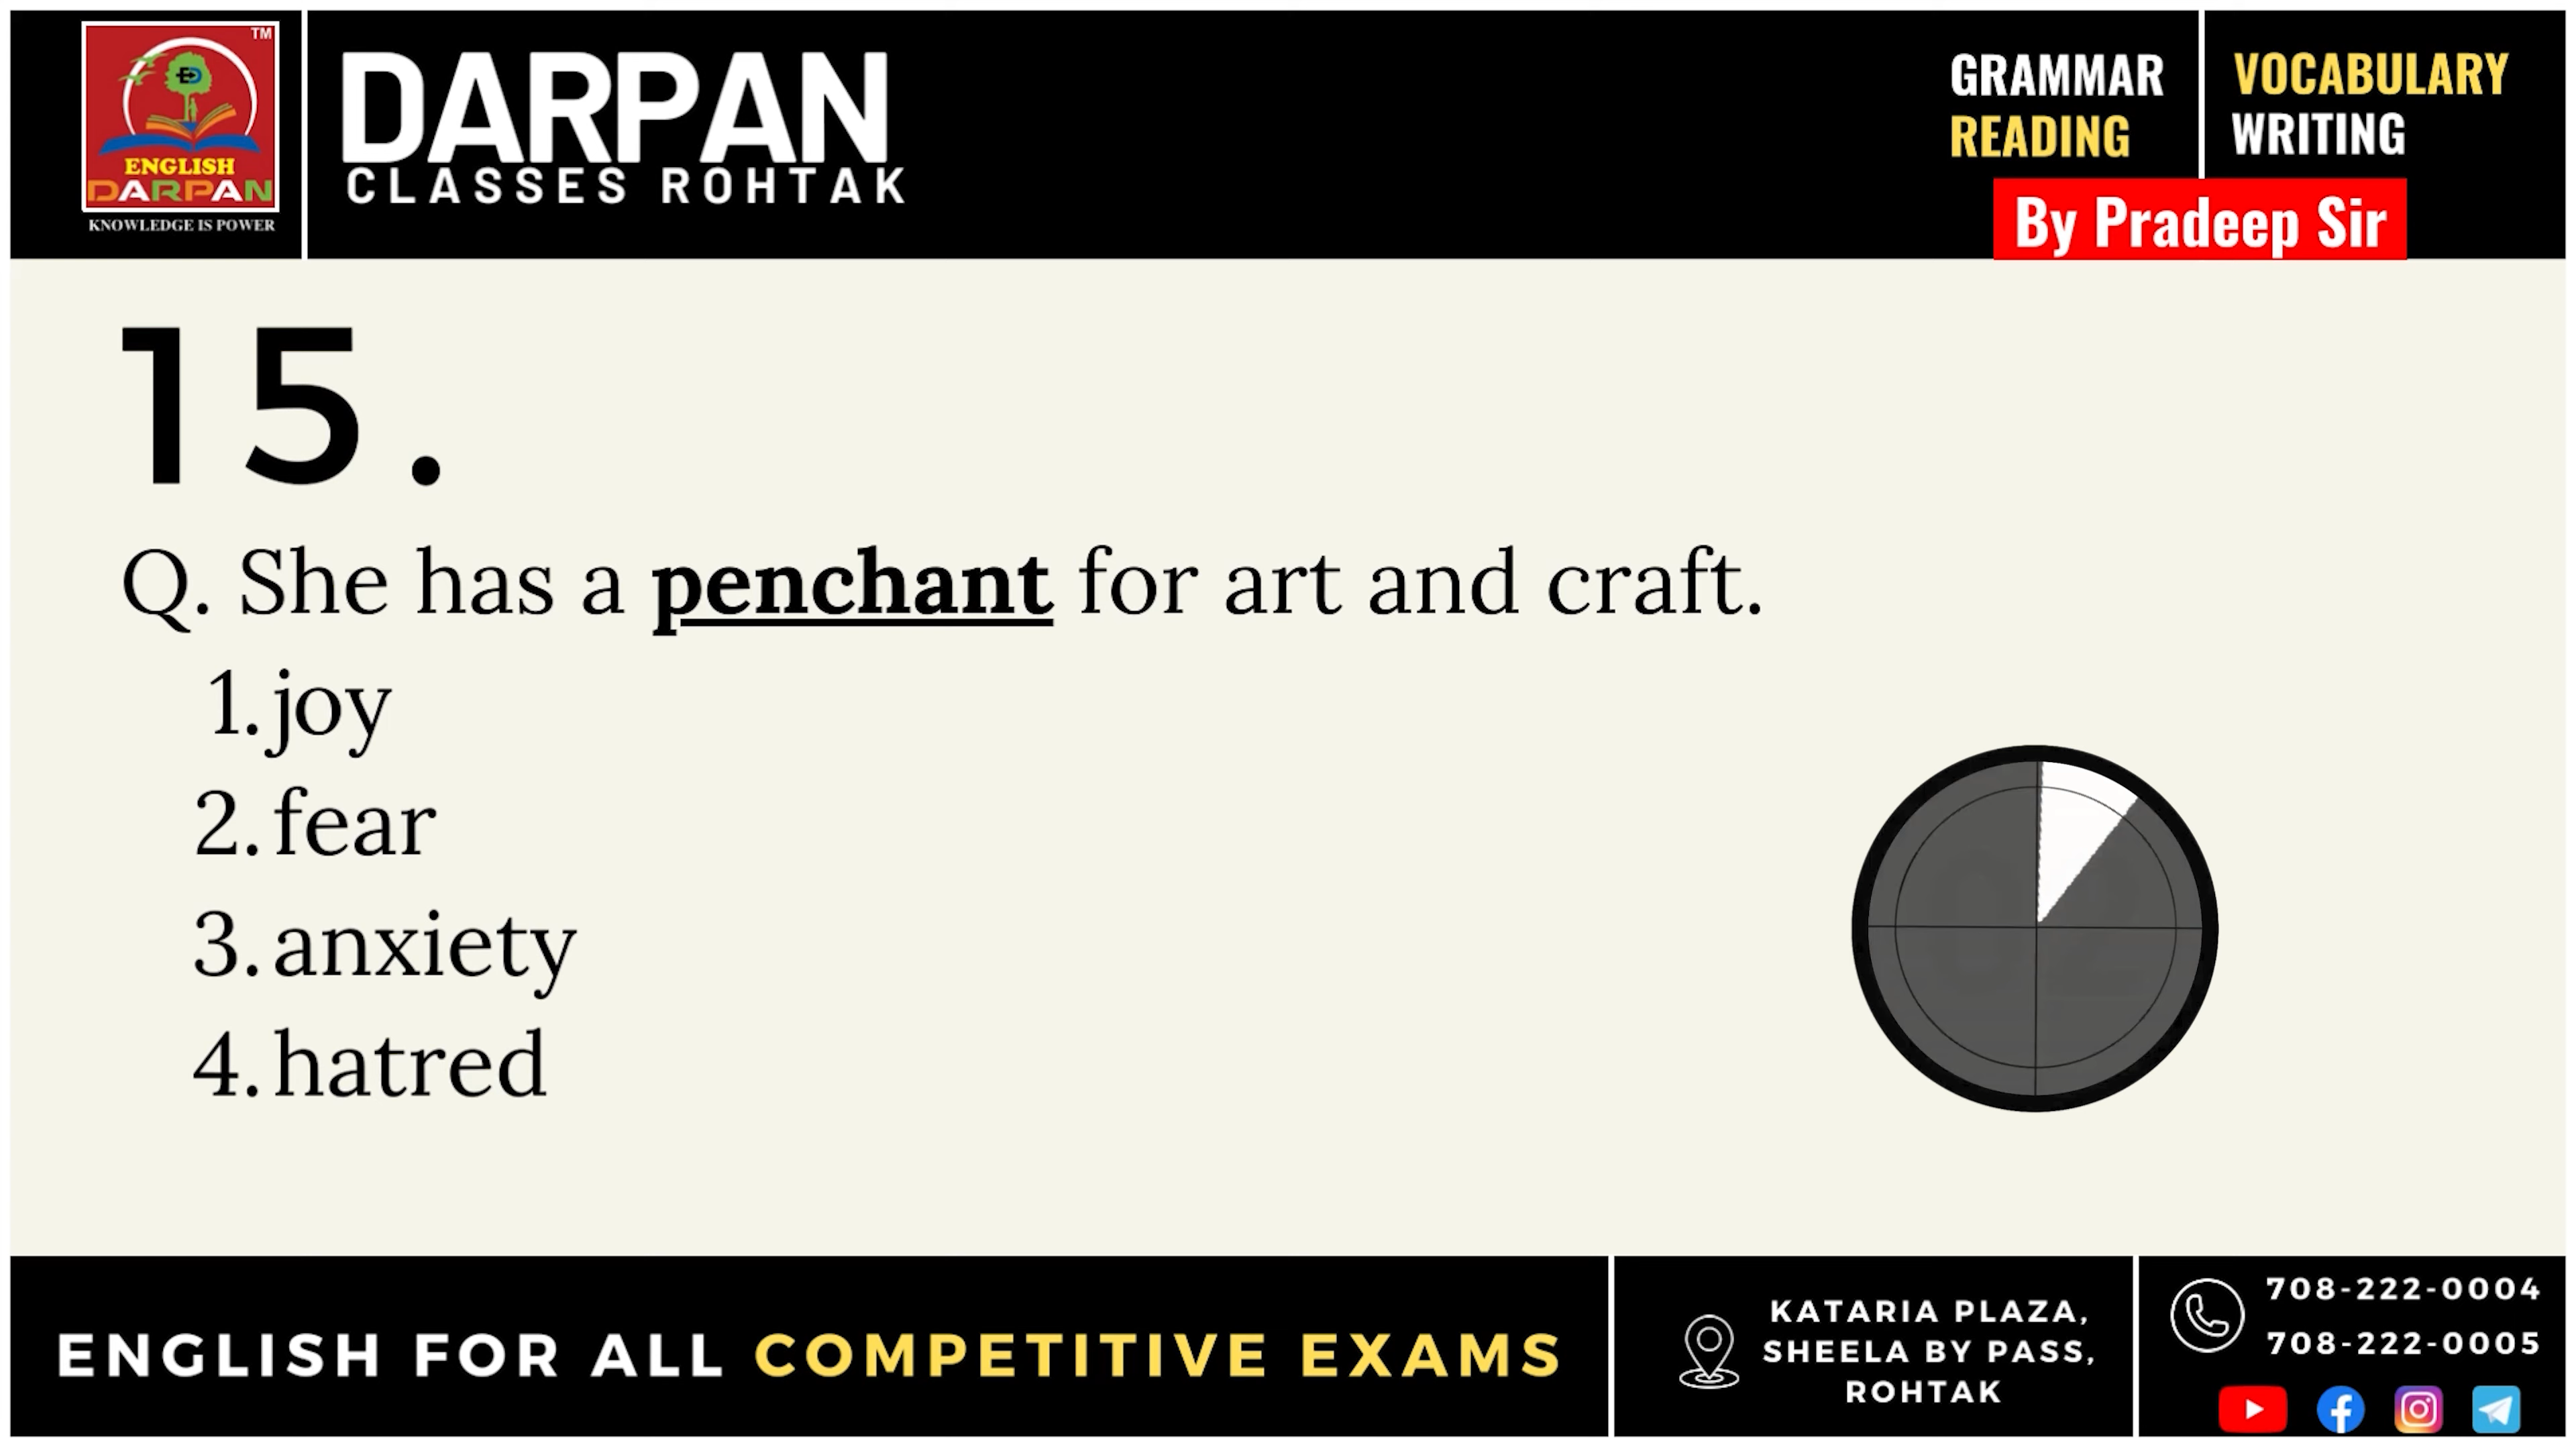 TM
ENGLISH
DARPAN
KNOWLEDGE IS POWER
DARPAN
CLASSES ROHTAK
GRAMMAR
READING
VOCABULARY
WRITING
By Pradeep Sir
15.
Q. She has a penchant for art and craft.
1. joy
2. fear
3. anxiety
4. hatred
ENGLISH FOR ALL COMPETITIVE EXAMS
KATARIA PLAZA,
SHEELA BY PASS,
ROHTAK
708-222-0004
708-222-0005